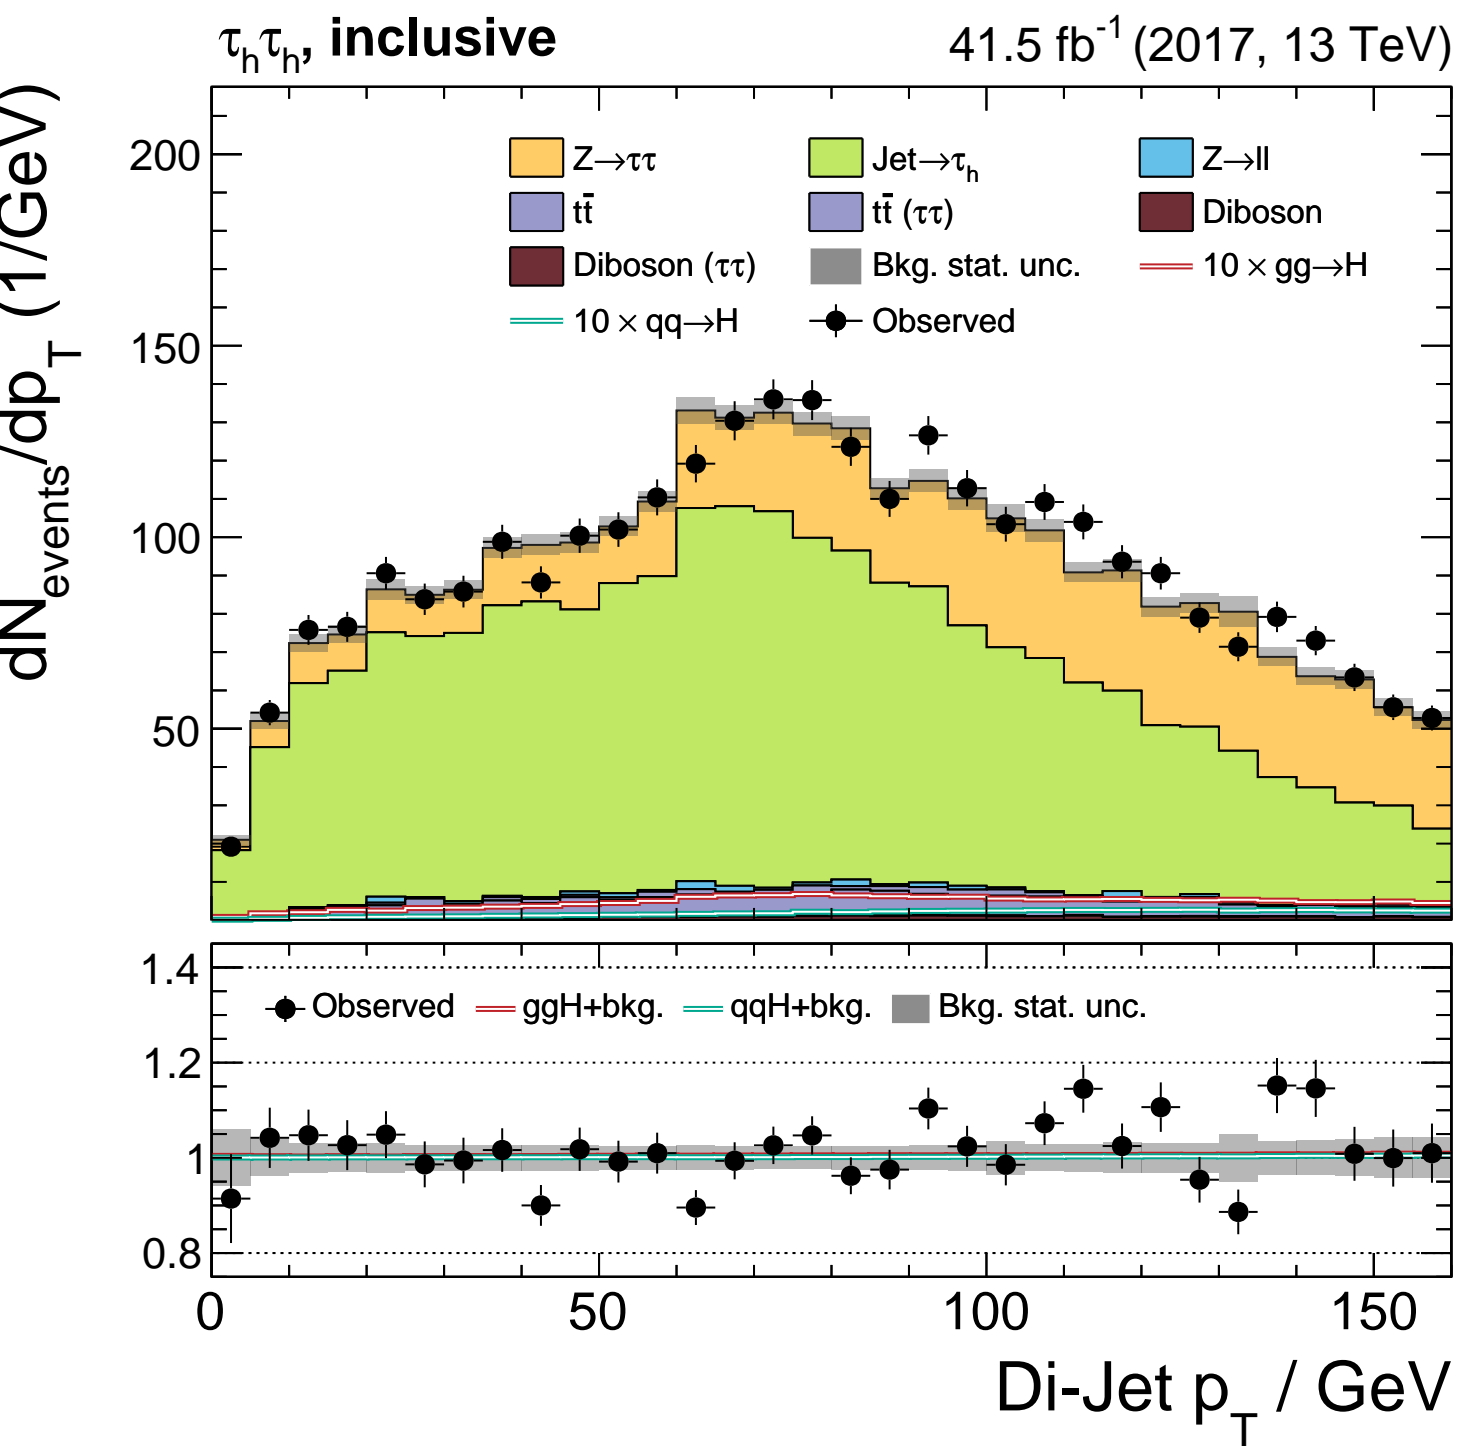 τhτh, inclusive 41.5 fb-1 (2017, 13 TeV)
dNevents/dpT (1/GeV)
200
150
100
50
Z→ττ Jet→τh Z→ll
tt̄ tt̄ (ττ) Diboson
Diboson (ττ) Bkg. stat. unc. 10 × gg→H
10 × qq→H Observed
1.4
1.2
1
0.8
Observed ggH+bkg. qqH+bkg. Bkg. stat. unc.
0 50 100 150
Di-Jet pT / GeV